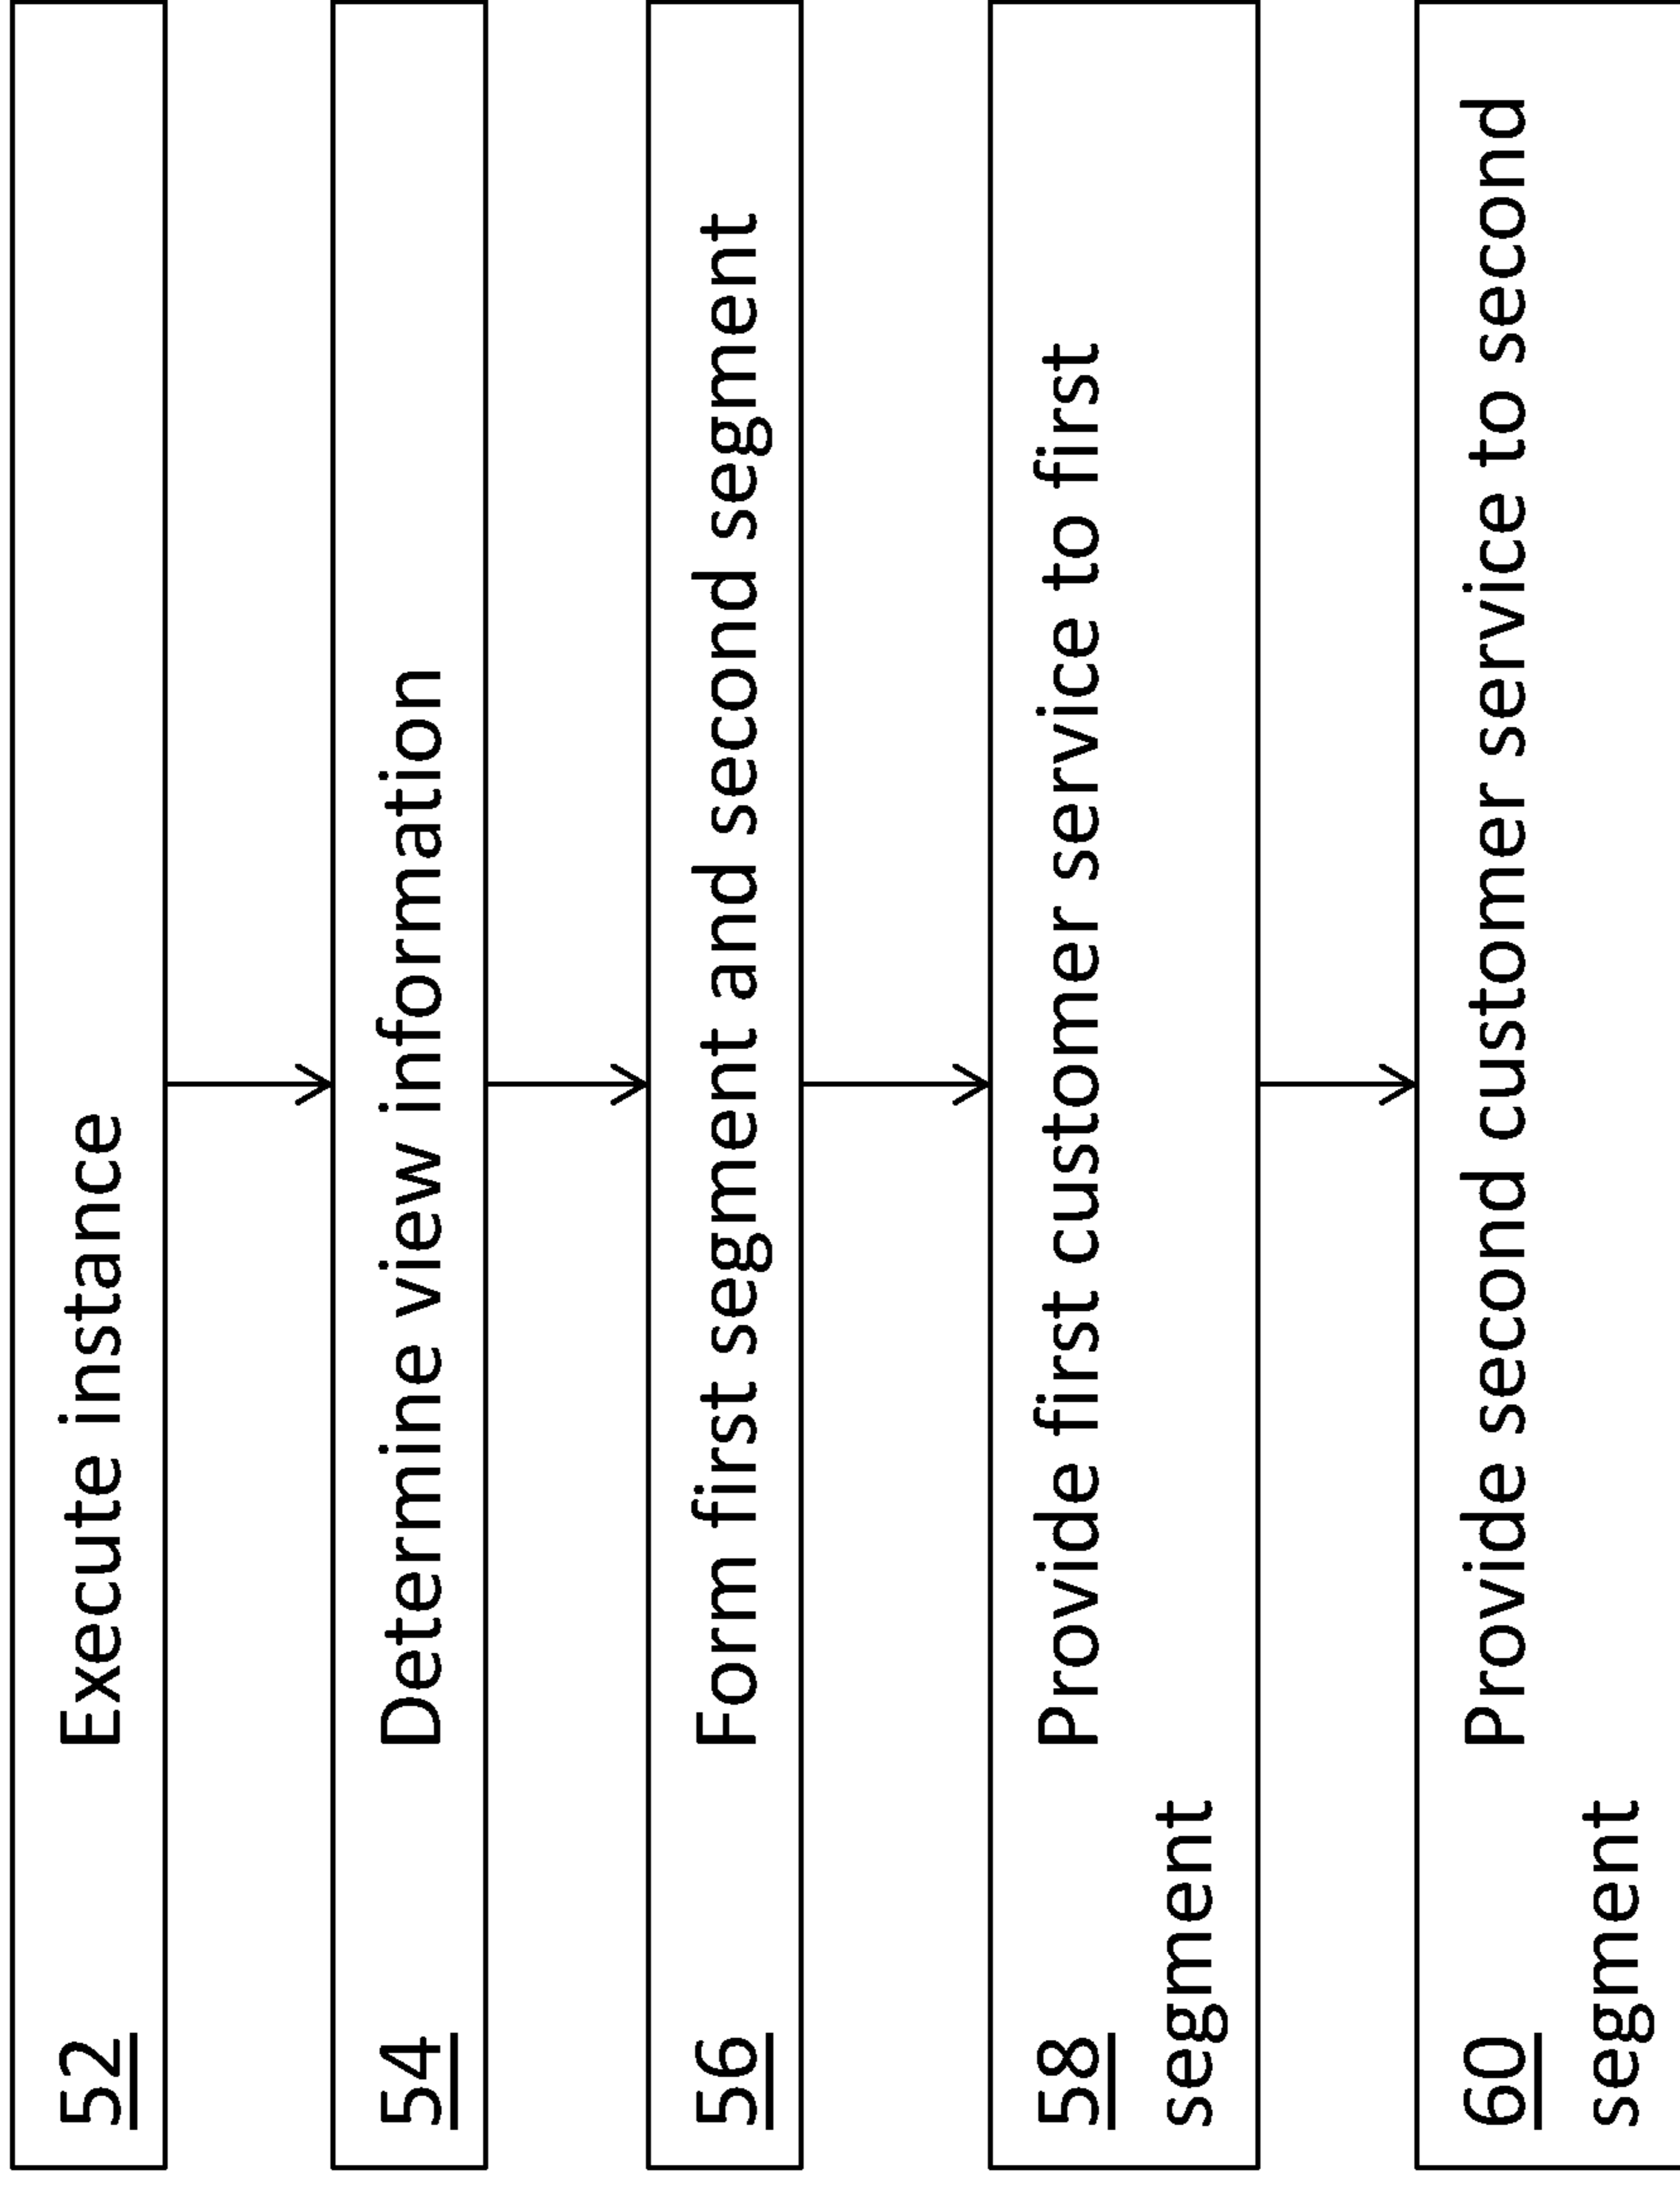 52 Execute instance
54 Determine view information
56 Form first segment and second segment
58 Provide first customer service to first
segment
60 Provide second customer service to second
segment